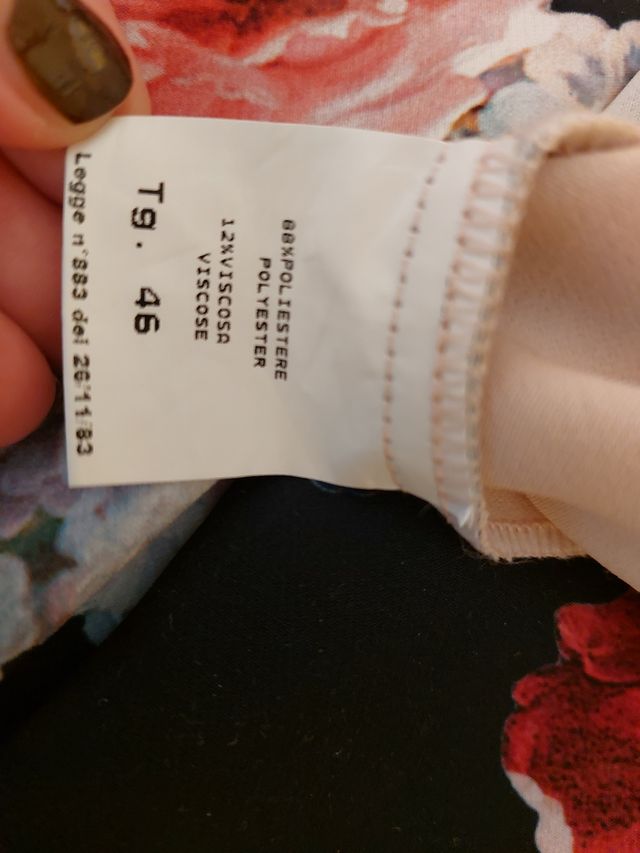 88%POLIESTERE
POLYESTER
12%VISCOSA
VISCOSE
Tg. 46
Legge n°883 del 26/11/83